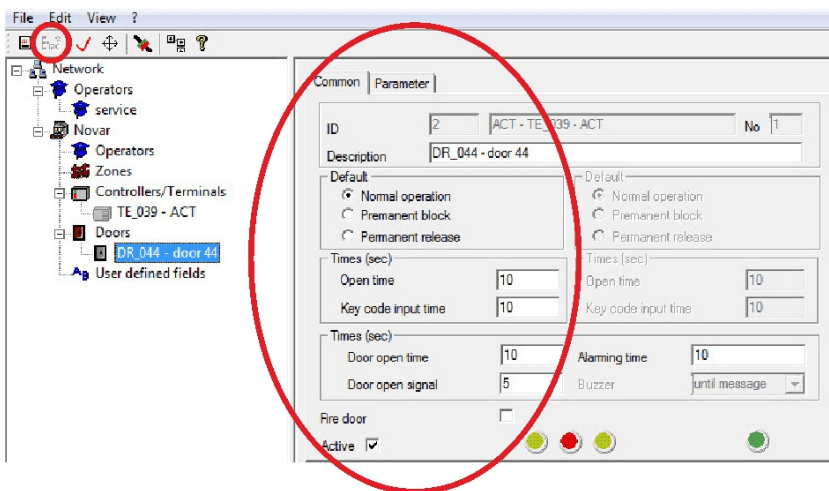 File Edit View ?
Network
Operators
service
Novar
Operators
Zones
Controllers/Terminals
TE_039 - ACT
Doors
DR_044 - door 44
User defined fields
Common Parameter
ID 2 ACT - TE_039 - ACT No 1
Description DR_044 - door 44
Default Default
Normal operation Normal operation
Premanent block Premanent block
Permanent release Permanent release
Times (sec) Times (sec)
Open time 10 Open time 10
Key code input time 10 Key code input time 10
Times (sec)
Door open time 10 Alarming time 10
Door open signal 5 Buzzer until message
Fire door
Active